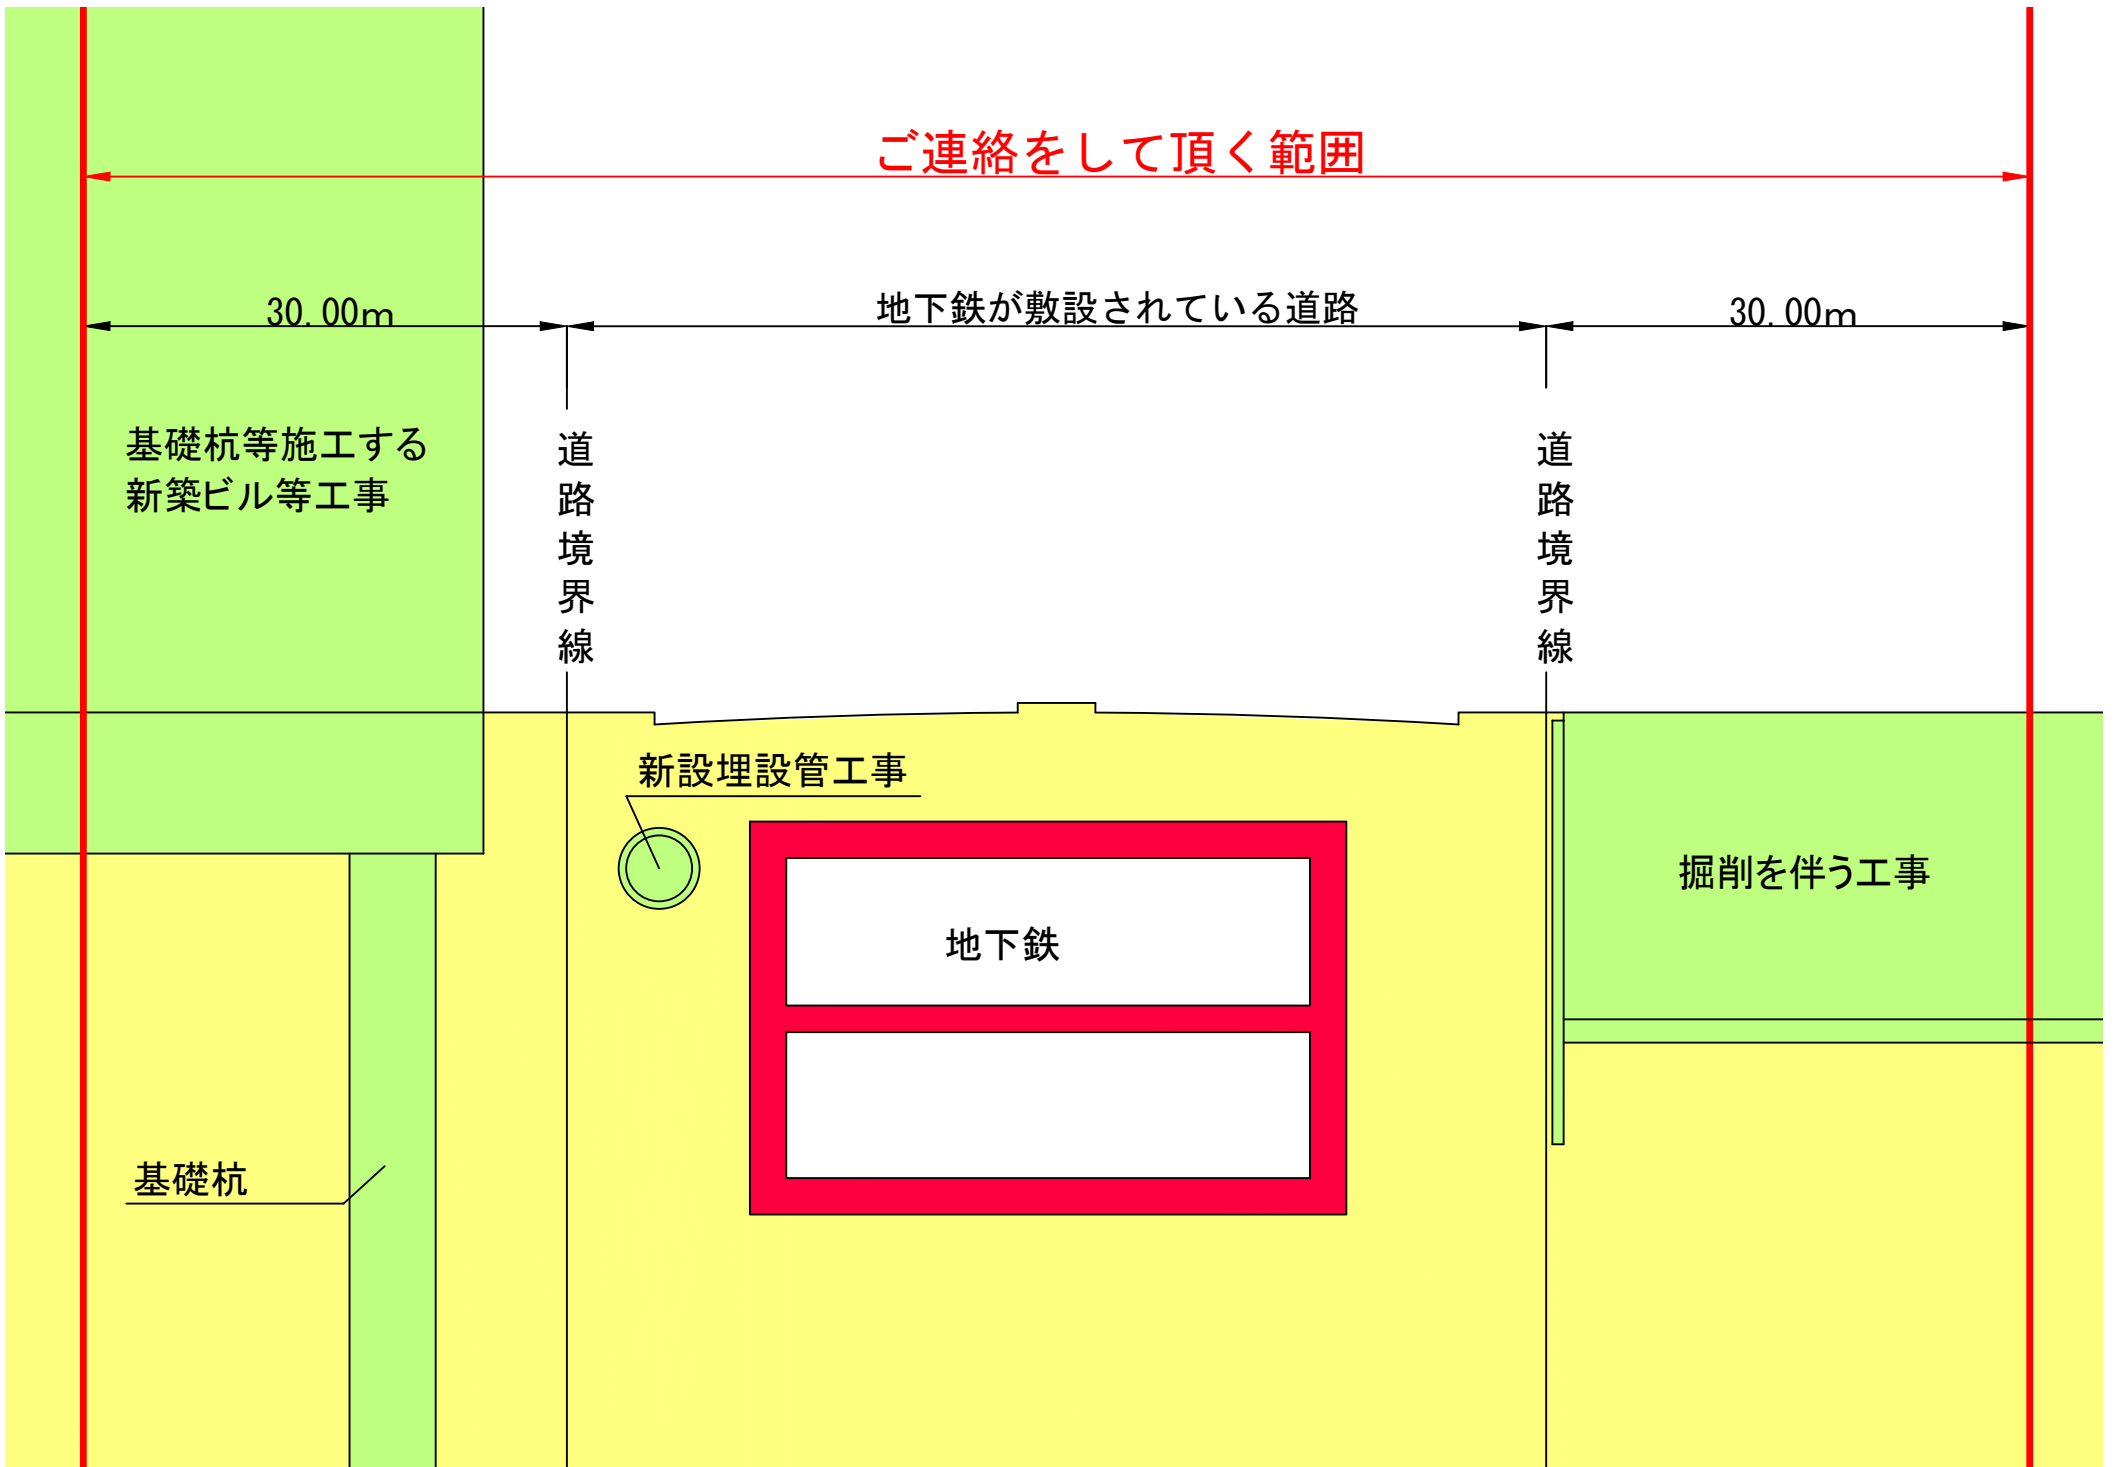 ご連絡をして頂く範囲
30.00m
地下鉄が敷設されている道路
30.00m
基礎杭等施工する
新築ビル等工事
道路境界線
道路境界線
新設埋設管工事
掘削を伴う工事
地下鉄
基礎杭